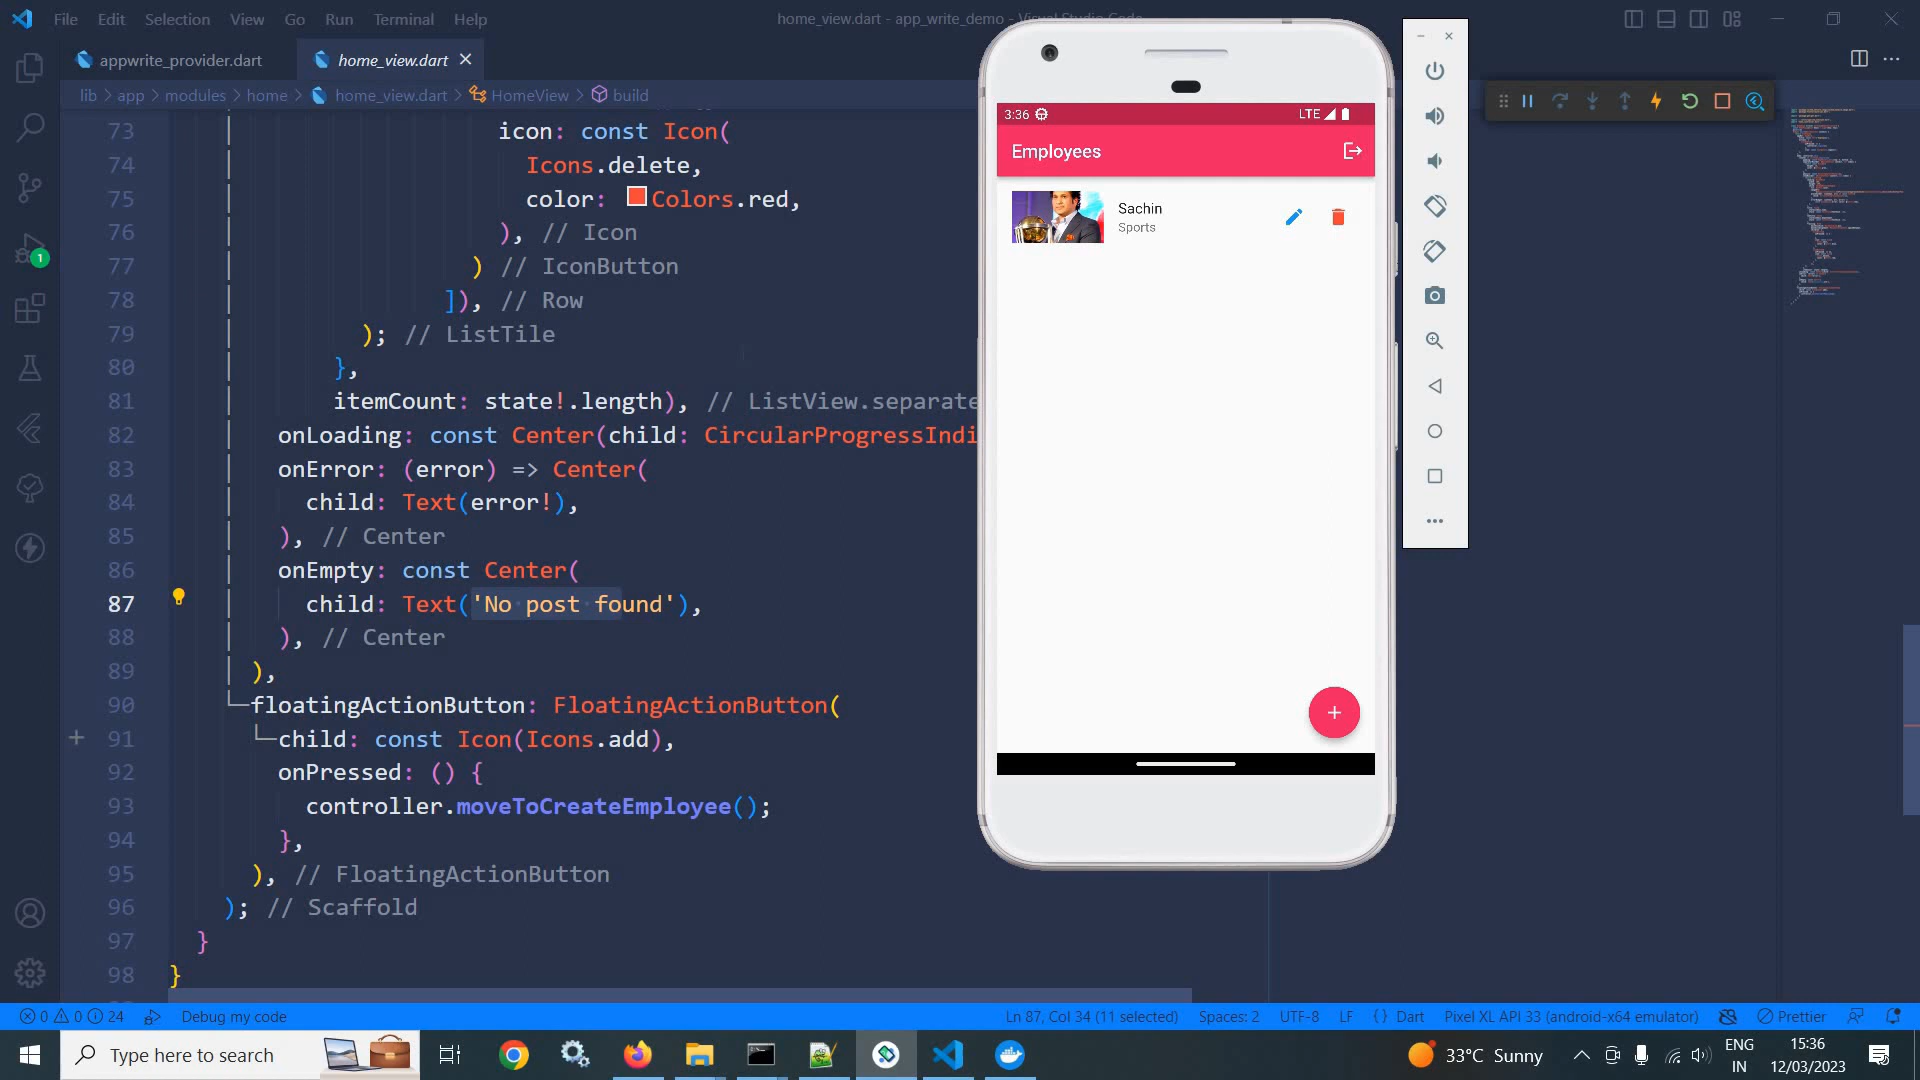 File Edit Selection View Go Run Terminal Help
home_view.dart - app_write_demo - Visual Studio Code
appwrite_provider.dart
home_view.dart
lib > app > modules > home > home_view.dart > HomeView > build
73 icon: const Icon(
74 Icons.delete,
75 color: Colors.red,
76 ), // Icon
77 ) // IconButton
78 ]), // Row
79 ); // ListTile
80 },
81 itemCount: state!.length), // ListView.separate
82 onLoading: const Center(child: CircularProgressIndi
83 onError: (error) => Center(
84 child: Text(error!),
85 ), // Center
86 onEmpty: const Center(
87 child: Text('No post found'),
88 ), // Center
89 ),
90 floatingActionButton: FloatingActionButton(
91 child: const Icon(Icons.add),
92 onPressed: () {
93 controller.moveToCreateEmployee();
94 },
95 ), // FloatingActionButton
96 ); // Scaffold
97 }
98 }
3:36
LTE
Employees
Sachin
Sports
1
0 0 24 Debug my code
Ln 87, Col 34 (11 selected) Spaces: 2 UTF-8 LF {} Dart Pixel XL API 33 (android-x64 emulator) Prettier
Type here to search
33°C Sunny
ENG
IN
15:36
12/03/2023